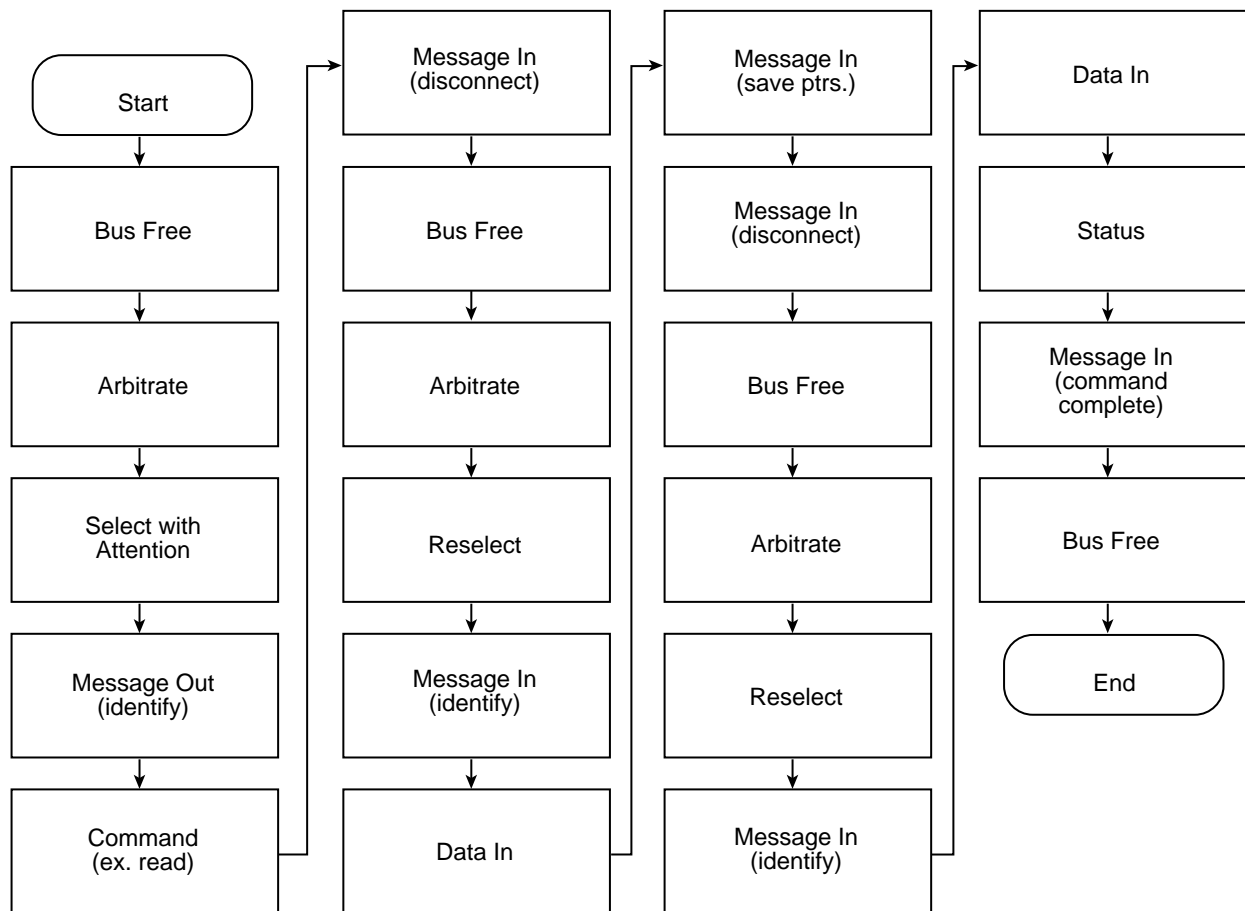 Start
Bus Free
Arbitrate
Select with
Attention
Message Out
(identify)
Command
(ex. read)
Message In
(disconnect)
Bus Free
Arbitrate
Reselect
Message In
(identify)
Data In
Message In
(save ptrs.)
Message In
(disconnect)
Bus Free
Arbitrate
Reselect
Message In
(identify)
Data In
Status
Message In
(command
complete)
Bus Free
End